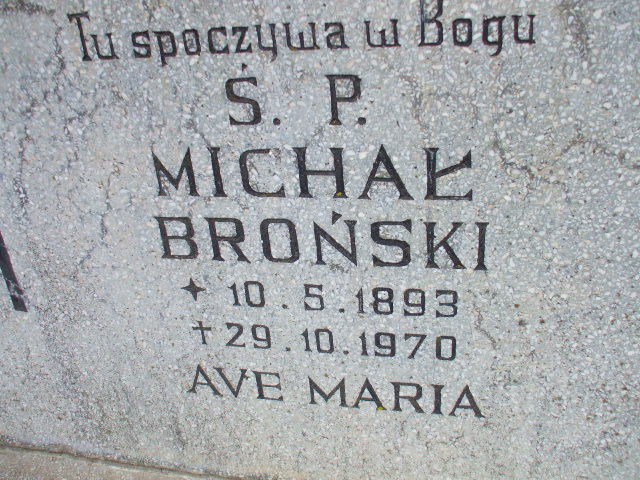 Tu spoczywa w Bogu
Ś. P.
MICHAŁ
BROŃSKI
✦ 10.5.1893
✝ 29.10.1970
AVE MARIA